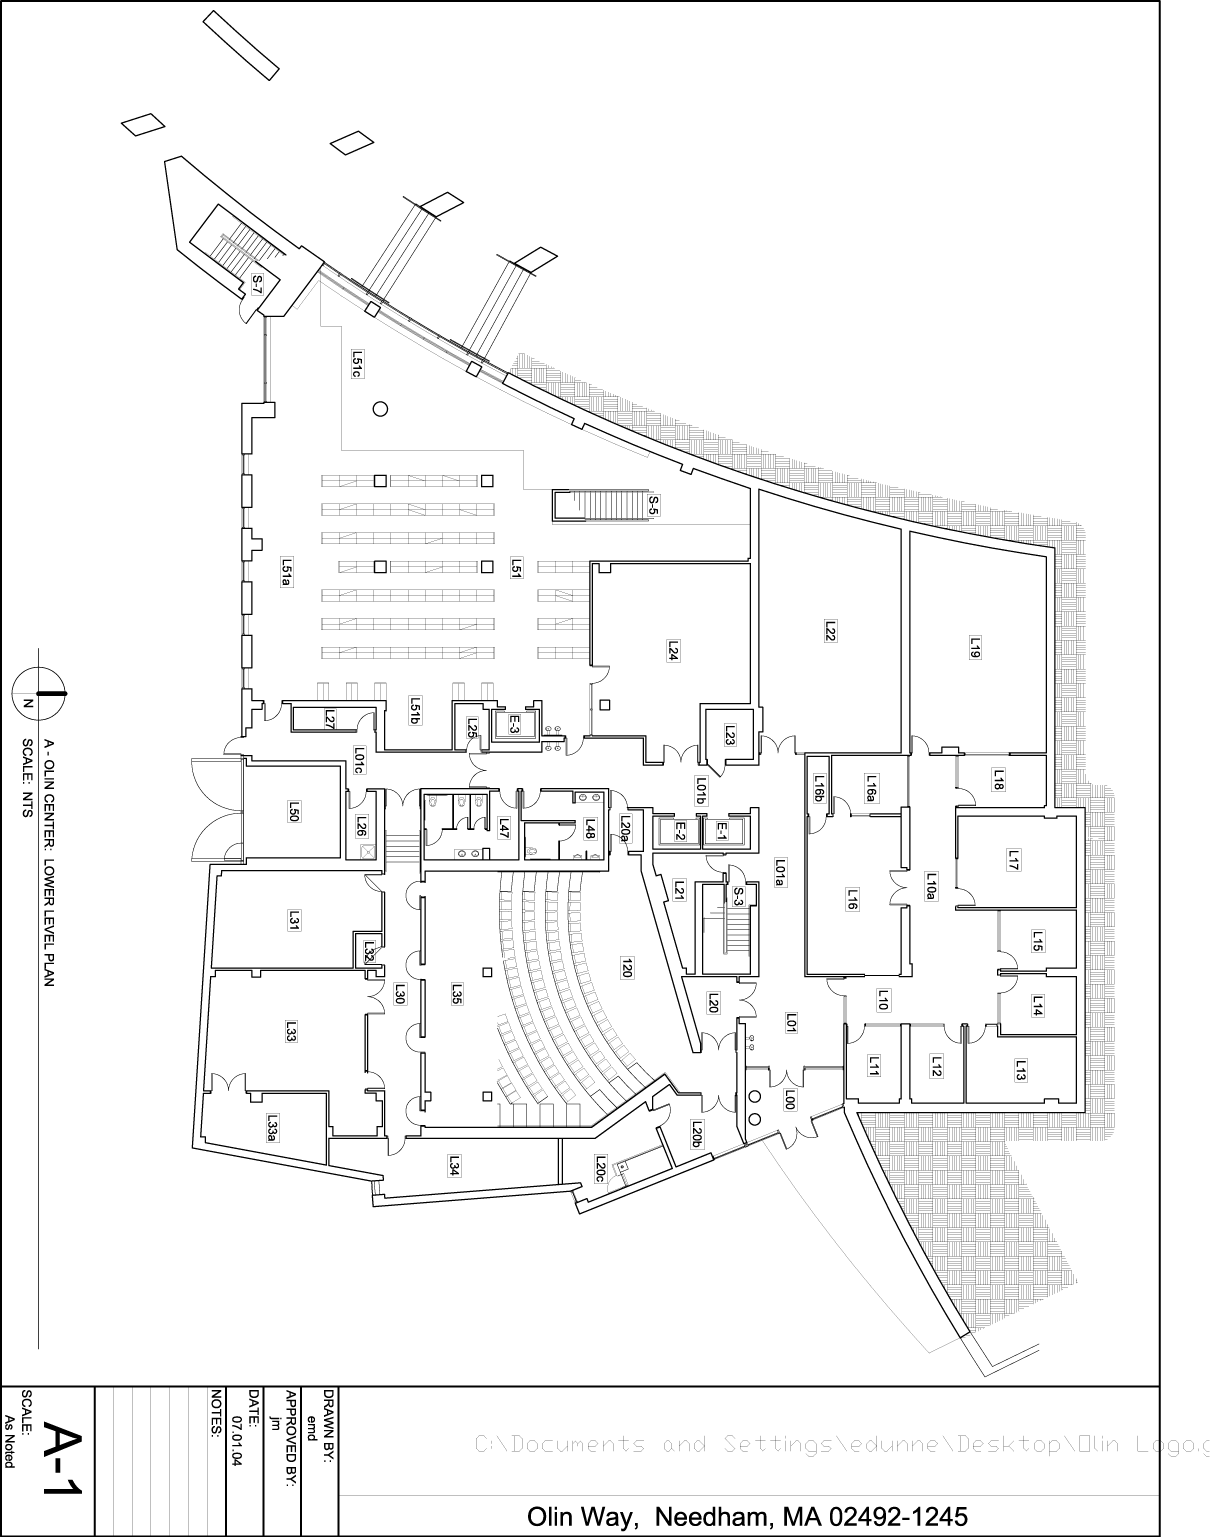 S-7
L51c
S-5
L51
L51a
L24
L22
L19
L51b
L27
L25
E-3
L23
L01c
L01b
L16b
L16a
L18
L50
L26
L47
L48
L20a
E-2
E-1
L01a
L16
L10a
L17
L21
S-3
L31
L32
L30
L35
120
L20
L01
L10
L15
L14
L33
L11
L12
L13
L00
L33a
L34
L20b
L20c
N
A - OLIN CENTER: LOWER LEVEL PLAN
SCALE: NTS
DRAWN BY:
emd
APPROVED BY:
jm
DATE:
07.01.04
NOTES:
A-1
SCALE:
As Noted
C:\Documents and Settings\edunne\Desktop\Olin Logo.g
Olin Way, Needham, MA 02492-1245